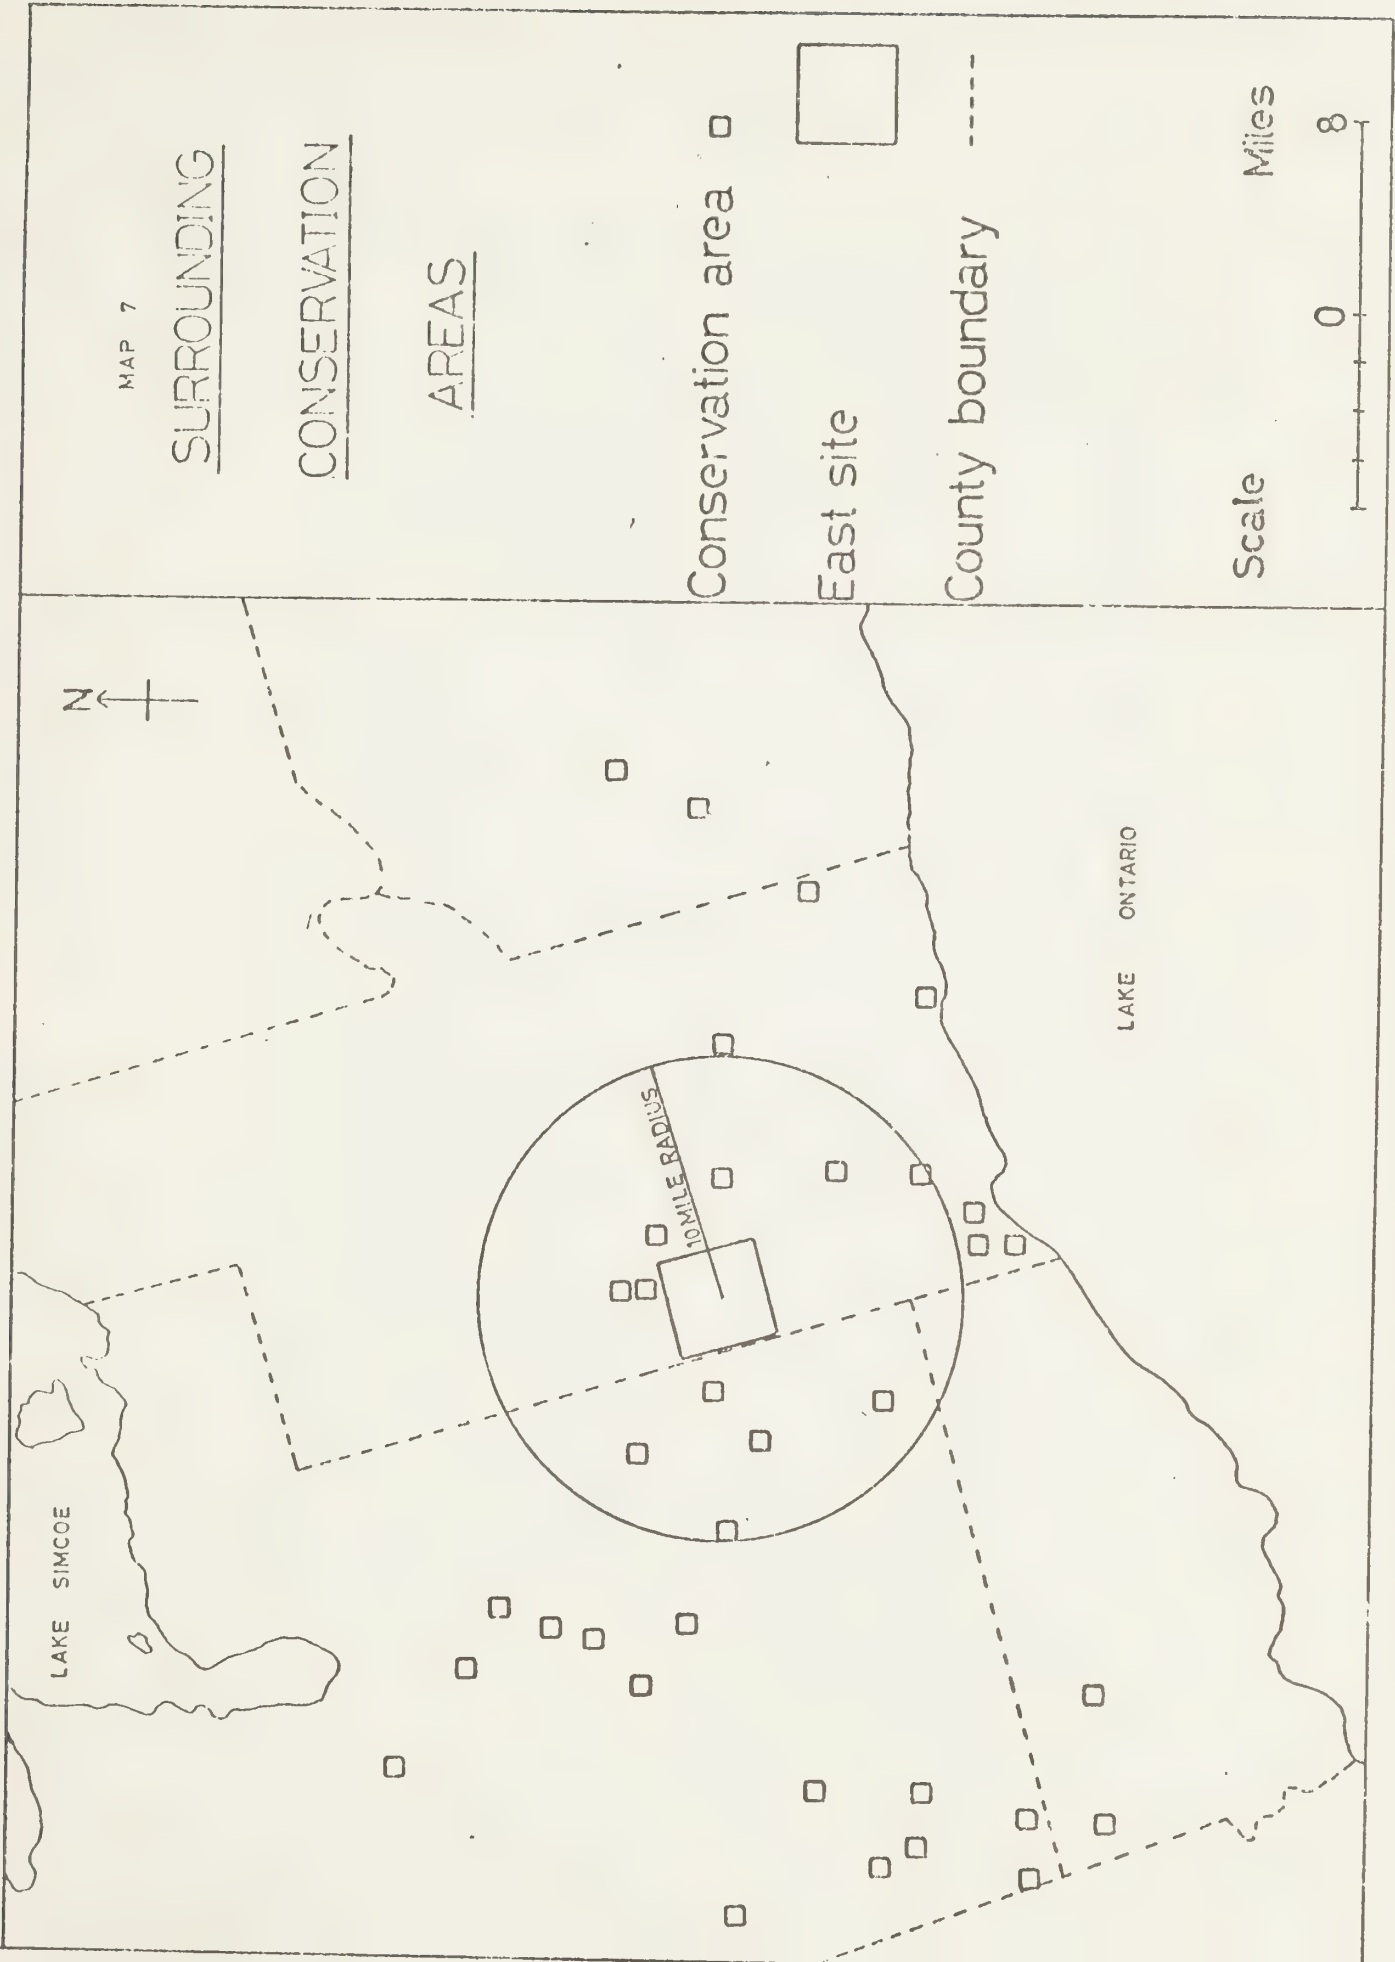 MAP 7
SURROUNDING
CONSERVATION
AREAS
Conservation area
East site
County boundary
Scale Miles
0 8
N
10 MILE RADIUS
LAKE SIMCOE
LAKE ONTARIO